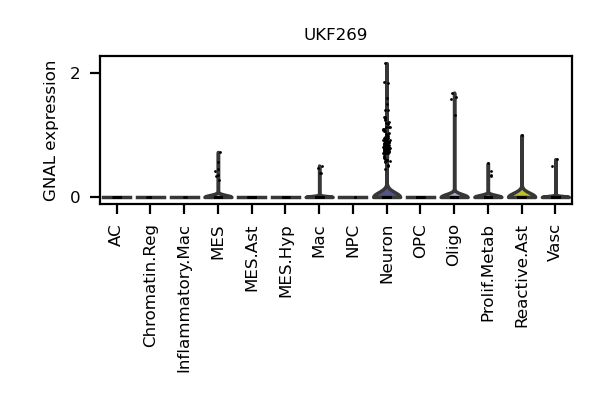 UKF269
GNAL expression
2
0
AC
Chromatin.Reg
Inflammatory.Mac
MES
MES.Ast
MES.Hyp
Mac
NPC
Neuron
OPC
Oligo
Prolif.Metab
Reactive.Ast
Vasc